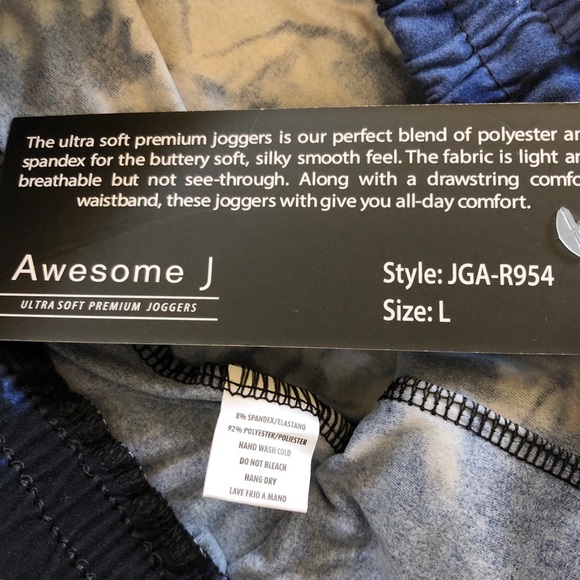 The ultra soft premium joggers is our perfect blend of polyester an
spandex for the buttery soft, silky smooth feel. The fabric is light an
breathable but not see-through. Along with a drawstring comfo
waistband, these joggers with give you all-day comfort.
Awesome J
ULTRA SOFT PREMIUM JOGGERS
Style: JGA-R954
Size: L
8% SPANDEX/ELASTANO
92% POLYESTER/POLIESTER
HAND WASH COLD
DO NOT BLEACH
HANG DRY
LAVE FRIO A MANO